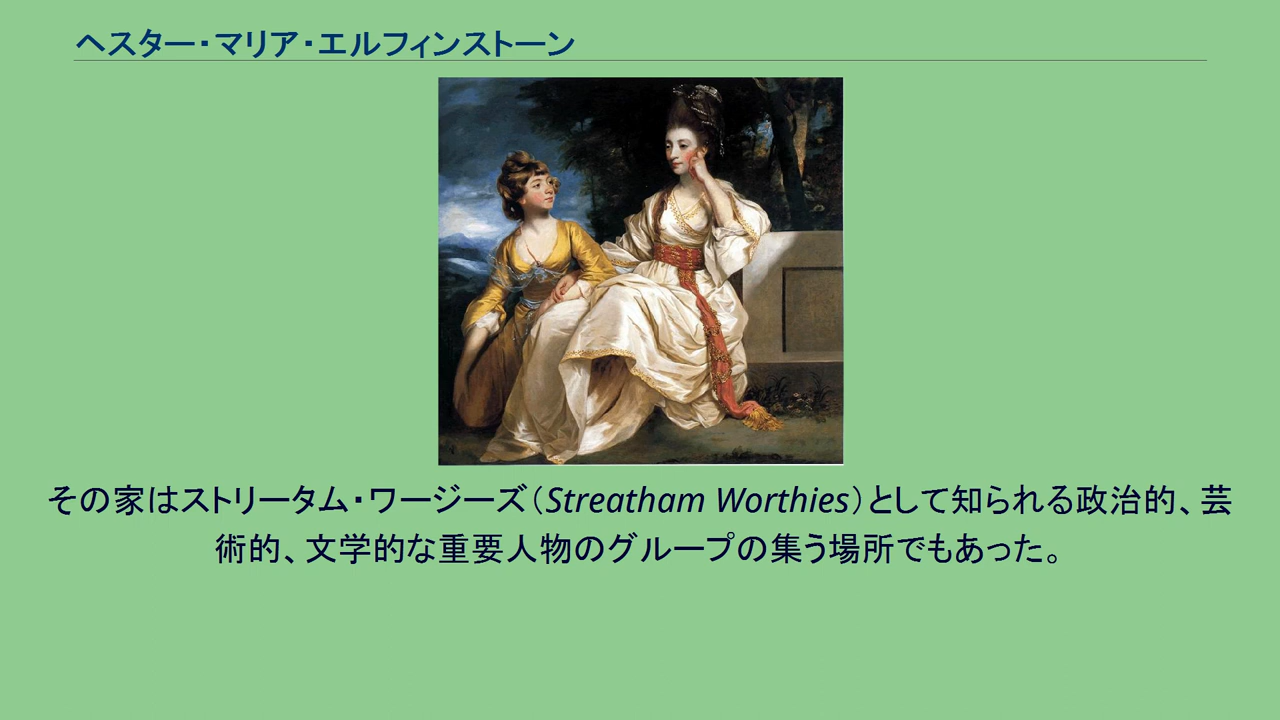 ヘスター・マリア・エルフィンストーン
その家はストリータム・ワージーズ（Streatham Worthies）として知られる政治的、芸
術的、文学的な重要人物のグループの集う場所でもあった。